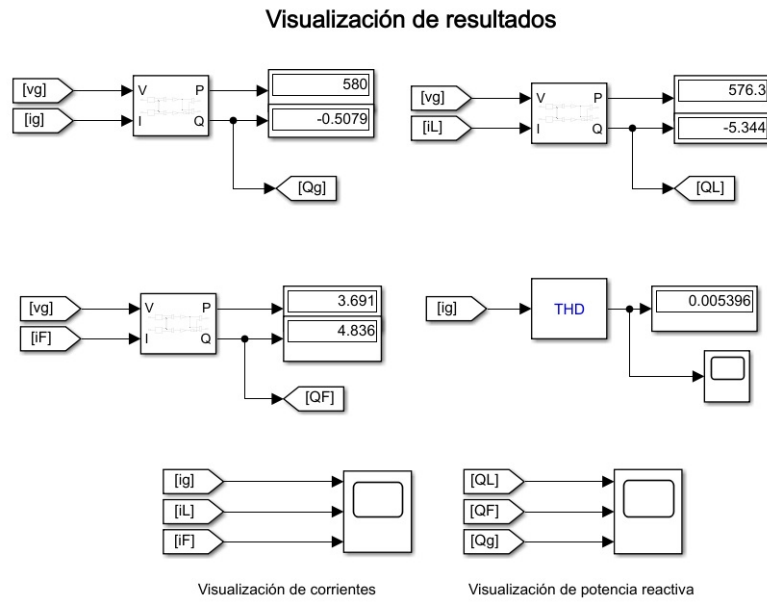 Visualización de resultados
[vg]
[ig]
V
I
P
Q
580
-0.5079
[Qg]
[vg]
[iL]
V
I
P
Q
576.3
-5.344
[QL]
[vg]
[iF]
V
I
P
Q
3.691
4.836
[QF]
[ig]
THD
0.005396
[ig]
[iL]
[iF]
Visualización de corrientes
[QL]
[QF]
[Qg]
Visualización de potencia reactiva